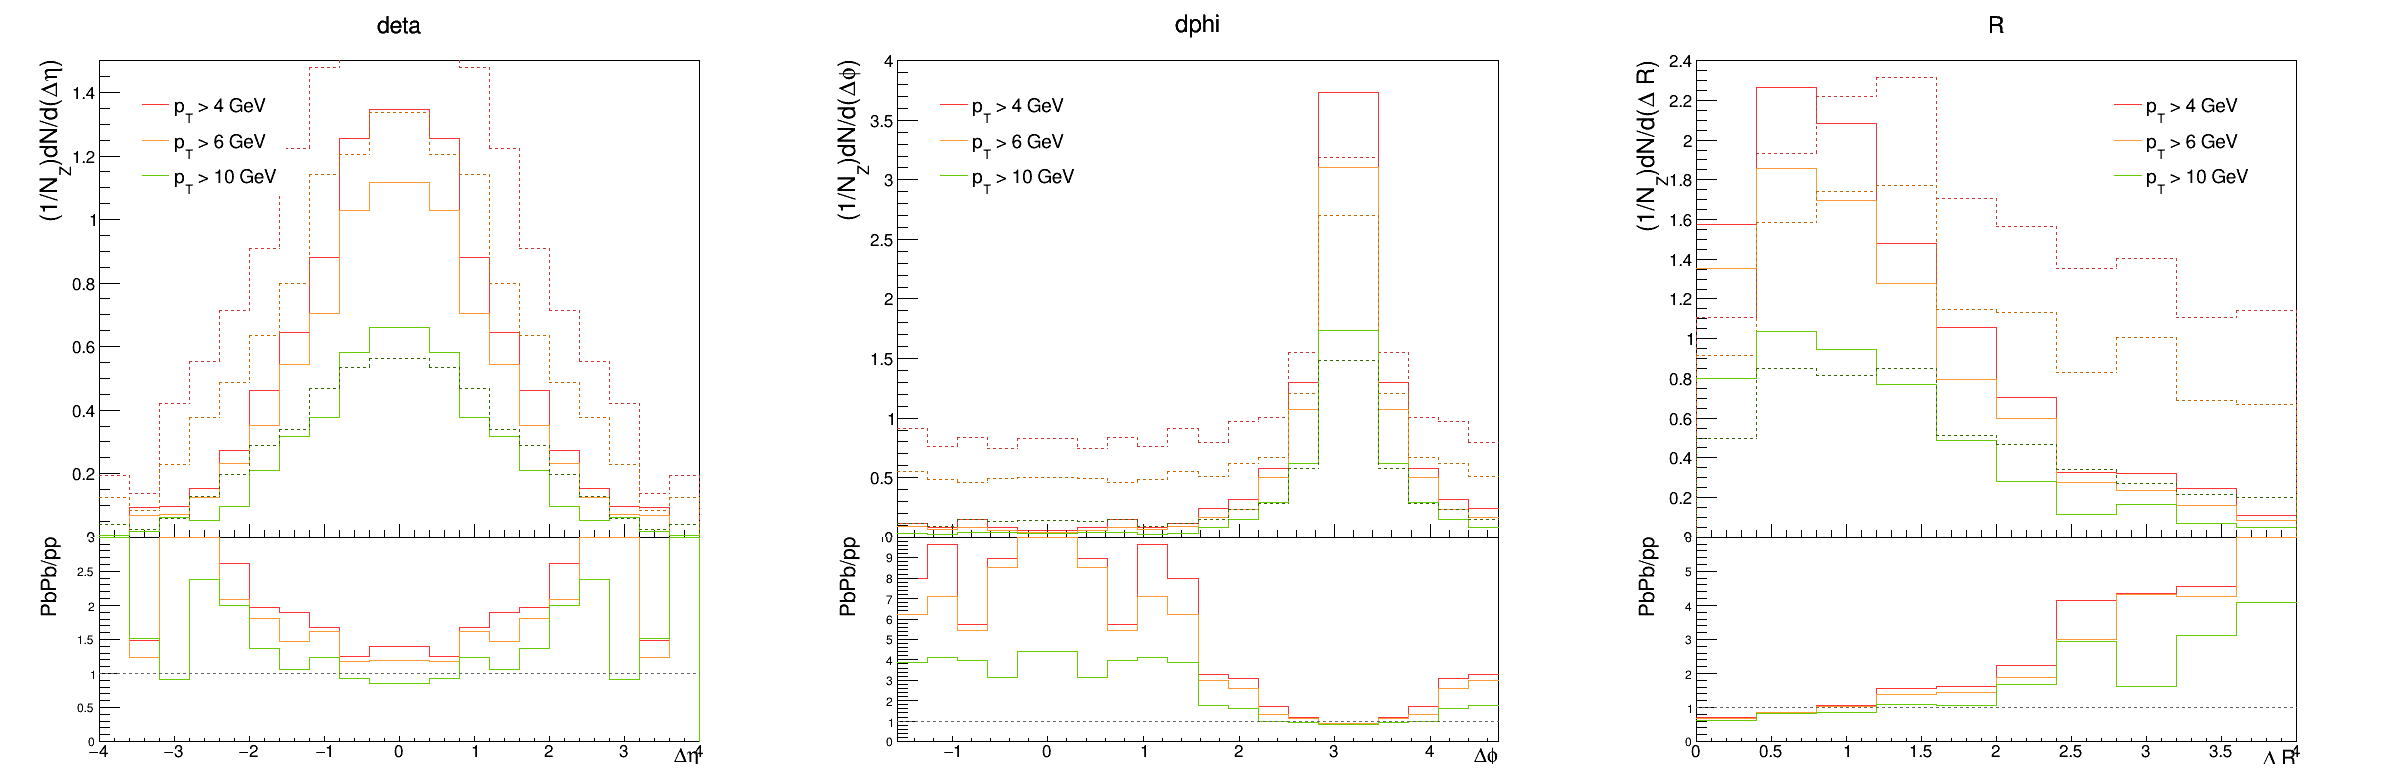 deta
(1/N_Z)dN/d(Δη)
p_T > 4 GeV
p_T > 6 GeV
p_T > 10 GeV
1.4
1.2
1
0.8
0.6
0.4
0.2
PbPb/pp
3
2.5
2
1.5
1
0.5
0
−4 −3 −2 −1 0 1 2 3 4
Δη
dphi
(1/N_Z)dN/d(Δϕ)
p_T > 4 GeV
p_T > 6 GeV
p_T > 10 GeV
4
3.5
3
2.5
2
1.5
1
0.5
0
PbPb/pp
9
8
7
6
5
4
3
2
1
0
−1 0 1 2 3 4
Δϕ
R
(1/N_Z)dN/d(Δ R)
p_T > 4 GeV
p_T > 6 GeV
p_T > 10 GeV
2.4
2.2
2
1.8
1.6
1.4
1.2
1
0.8
0.6
0.4
0.2
PbPb/pp
5
4
3
2
1
0
0 0.5 1 1.5 2 2.5 3 3.5 4
Δ R